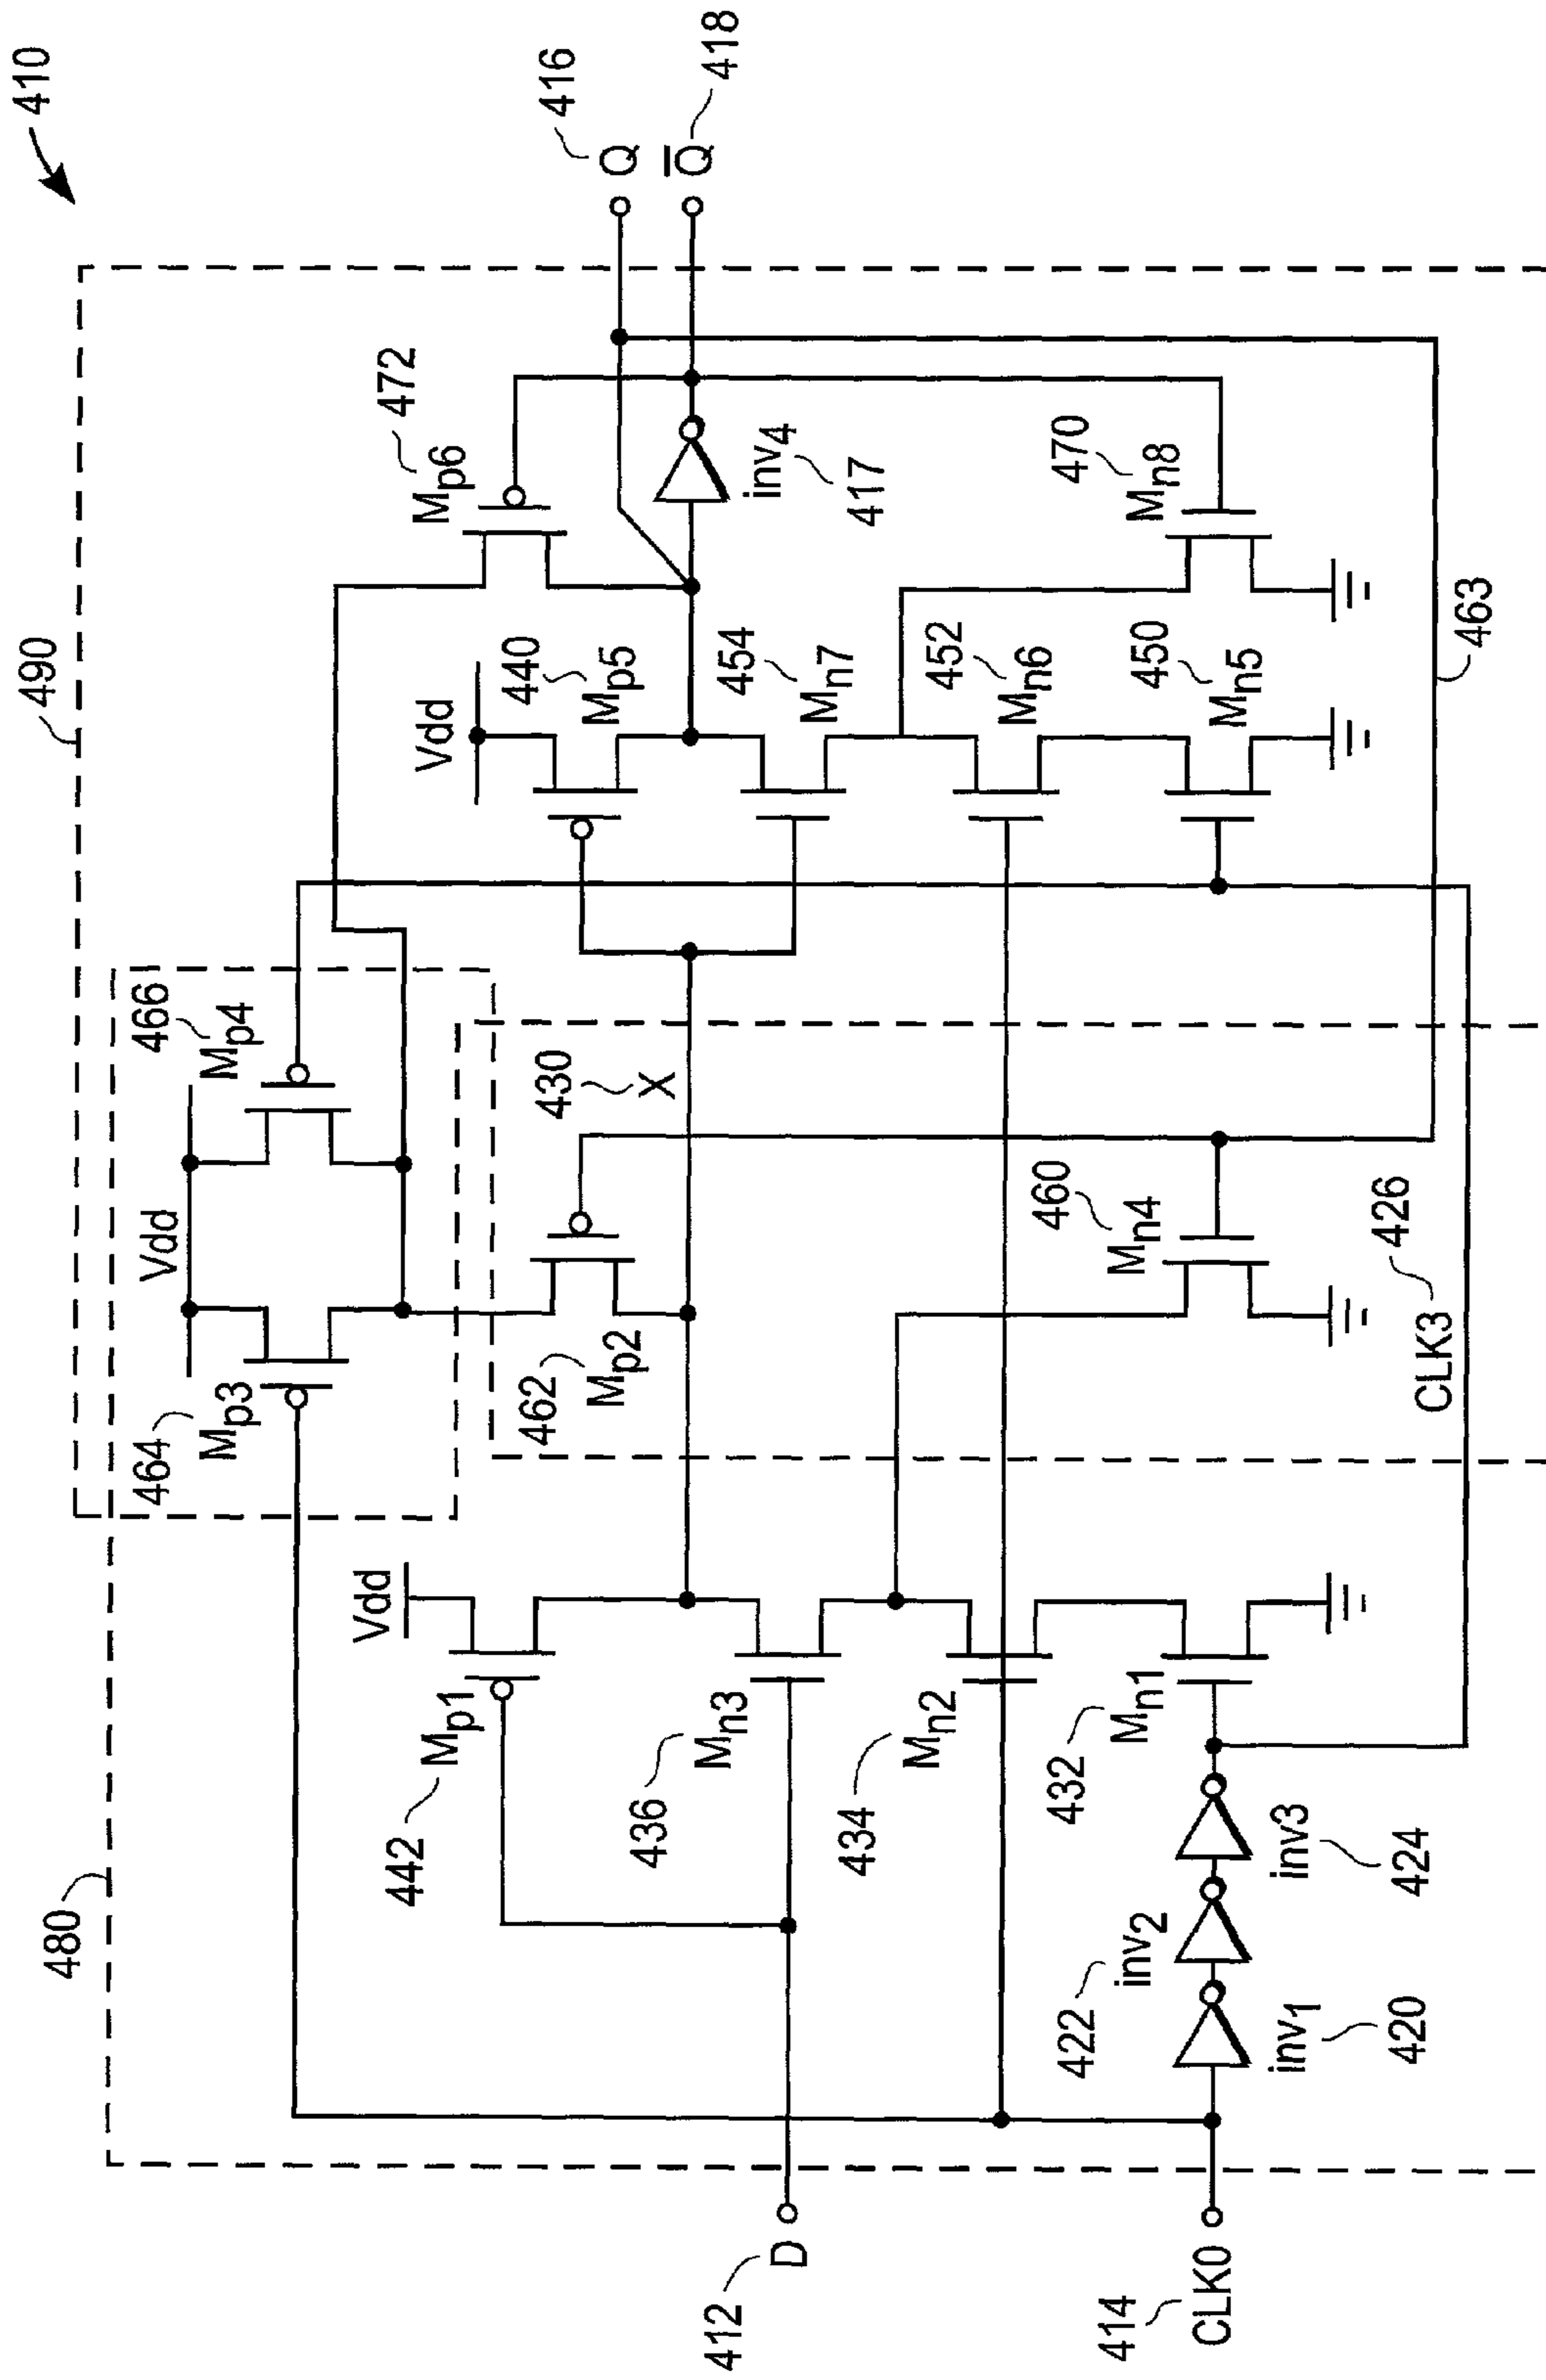 410
490
480
472
Mp6
416
Q
Q̅
418
inv4
417
466
Mp4
Vdd
464
Mp3
Vdd
440
Mp5
454
Mn7
452
Mn6
450
Mn5
470
Mn8
463
430
X
462
Mp2
460
Mn4
CLK3
426
Vdd
442
Mp1
436
Mn3
434
Mn2
432
Mn1
422
inv2
inv3
424
inv1
420
412
D
414
CLK0